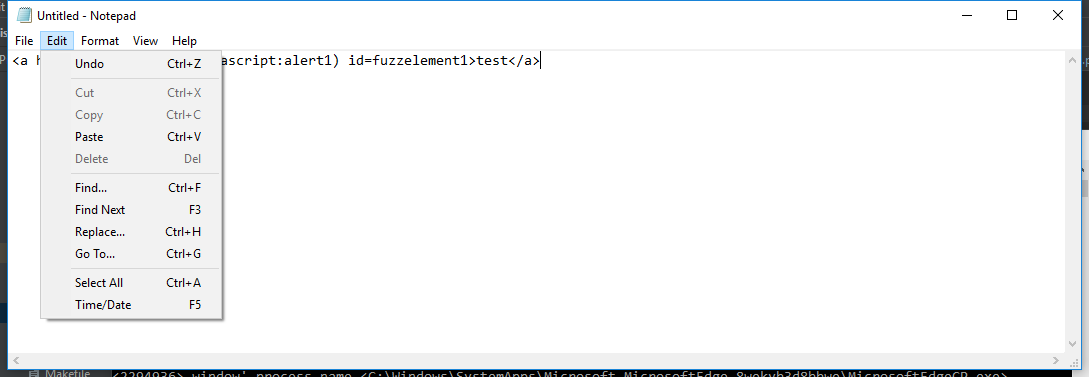 Untitled - Notepad
File Edit Format View Help
<a h ascript:alert1) id=fuzzelement1>test</a>
Undo Ctrl+Z
Cut Ctrl+X
Copy Ctrl+C
Paste Ctrl+V
Delete Del
Find... Ctrl+F
Find Next F3
Replace... Ctrl+H
Go To... Ctrl+G
Select All Ctrl+A
Time/Date F5
Makefile <2294936> window' process name <C:\Windows\SystemApps\Microsoft.MicrosoftEdge_8wekyb3d8bbwe\MicrosoftEdgeCP.exe>